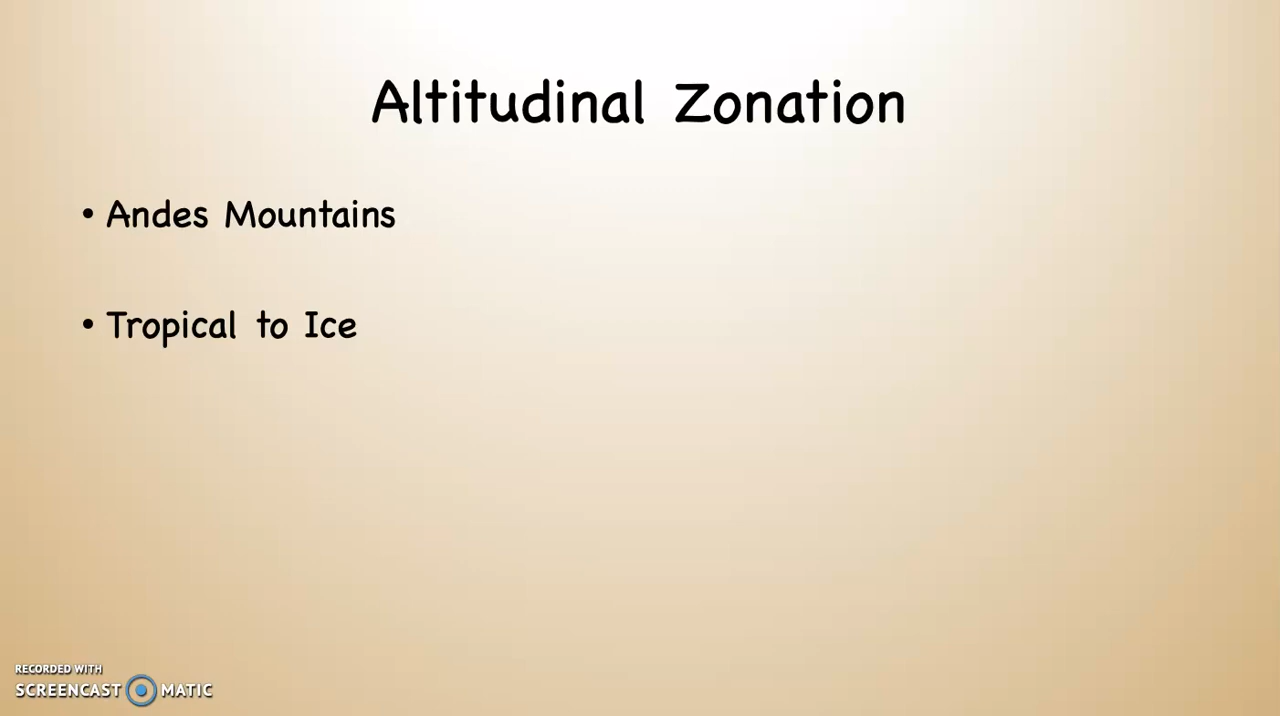 Altitudinal Zonation
• Andes Mountains
• Tropical to Ice
RECORDED WITH
SCREENCAST MATIC